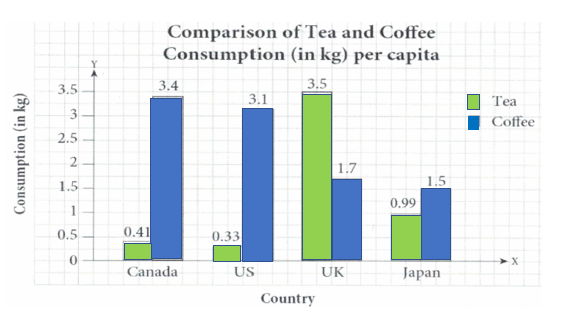 Comparison of Tea and Coffee
Consumption (in kg) per capita
Y
3.5
3
2.5
2
1.5
1
0.5
0
Consumption (in kg)
3.4
3.1
3.5
1.7
1.5
0.99
0.41
0.33
Tea
Coffee
X
Canada
US
UK
Japan
Country